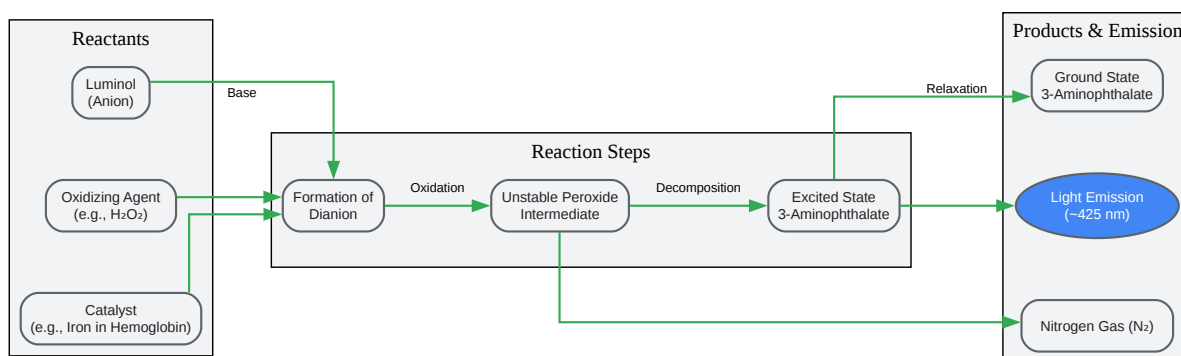 Reactants
Luminol
(Anion)
Oxidizing Agent
(e.g., H₂O₂)
Catalyst
(e.g., Iron in Hemoglobin)
Base
Reaction Steps
Formation of
Dianion
Oxidation
Unstable Peroxide
Intermediate
Decomposition
Excited State
3-Aminophthalate
Relaxation
Products & Emission
Ground State
3-Aminophthalate
Light Emission
(~425 nm)
Nitrogen Gas (N₂)